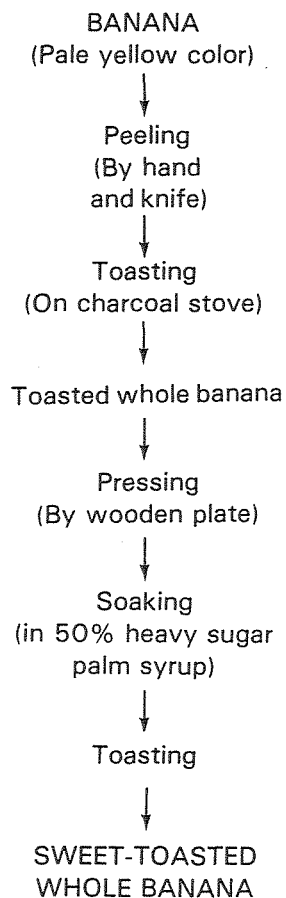 BANANA
(Pale yellow color)
Peeling
(By hand
and knife)
Toasting
(On charcoal stove)
Toasted whole banana
Pressing
(By wooden plate)
Soaking
(in 50% heavy sugar
palm syrup)
Toasting
SWEET-TOASTED
WHOLE BANANA